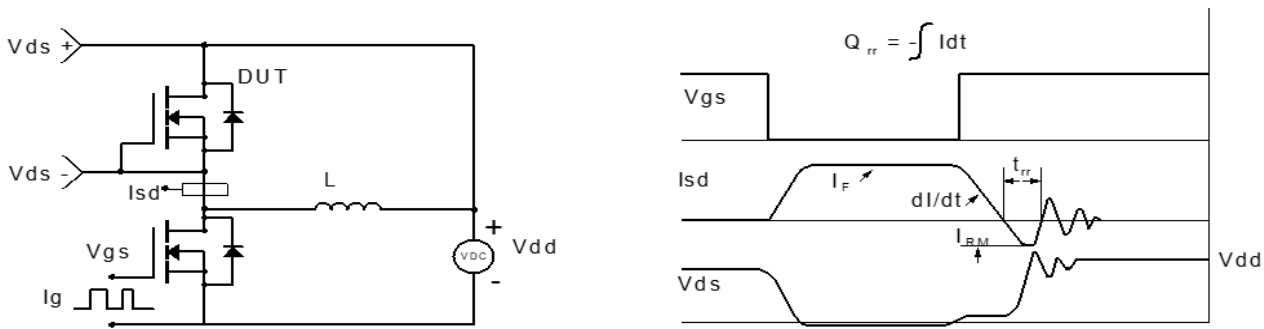 Vds +
DUT
Vds -
Isd
L
Vgs
+
VDC
-
Vdd
Ig
Q rr = - ∫ Idt
Vgs
Isd
I F
dI/dt
t rr
I RM
Vds
Vdd